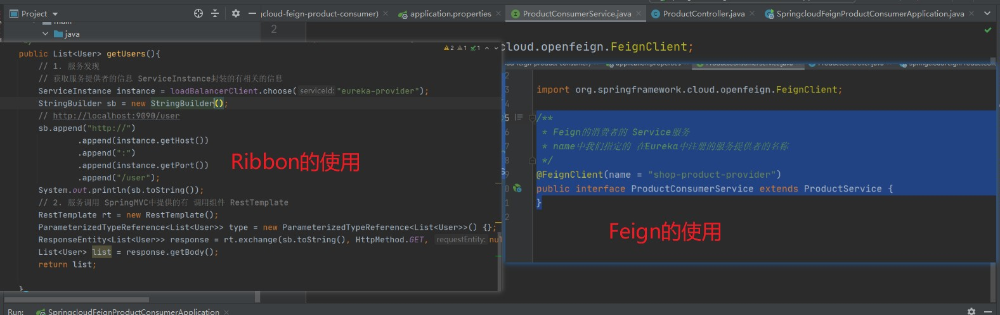 Project
cloud-feign-product-consumer)
application.properties
ProductConsumerService.java
ProductController.java
SpringcloudFeignProductConsumerApplication.java
main
java
2
cloud.openfeign.FeignClient;
public List<User> getUsers(){
2 1 1
// 1. 服务发现
// 获取服务提供者的信息 ServiceInstance封装的有相关的信息
ServiceInstance instance = loadBalancerClient.choose( serviceId: "eureka-provider");
StringBuilder sb = new StringBuilder();
// http://localhost:9090/user
sb.append("http://")
.append(instance.getHost())
.append(":")
.append(instance.getPort())
.append("/user");
System.out.println(sb.toString());
// 2. 服务调用 SpringMVC中提供的有 调用组件 RestTemplate
RestTemplate rt = new RestTemplate();
ParameterizedTypeReference<List<User>> type = new ParameterizedTypeReference<List<User>>() {};
ResponseEntity<List<User>> response = rt.exchange(sb.toString(), HttpMethod.GET, requestEntity: nul
List<User> list = response.getBody();
return list;
}
Ribbon的使用
application.properties
ProductConsumerService.java
ProductController.java
import org.springframework.cloud.openfeign.FeignClient;
/**
* Feign的消费者的 Service服务
* name中我们指定的 在Eureka中注册的服务提供者的名称
*/
@FeignClient(name = "shop-product-provider")
public interface ProductConsumerService extends ProductService {
}
Feign的使用
Run:
SpringcloudFeignProductConsumerApplication